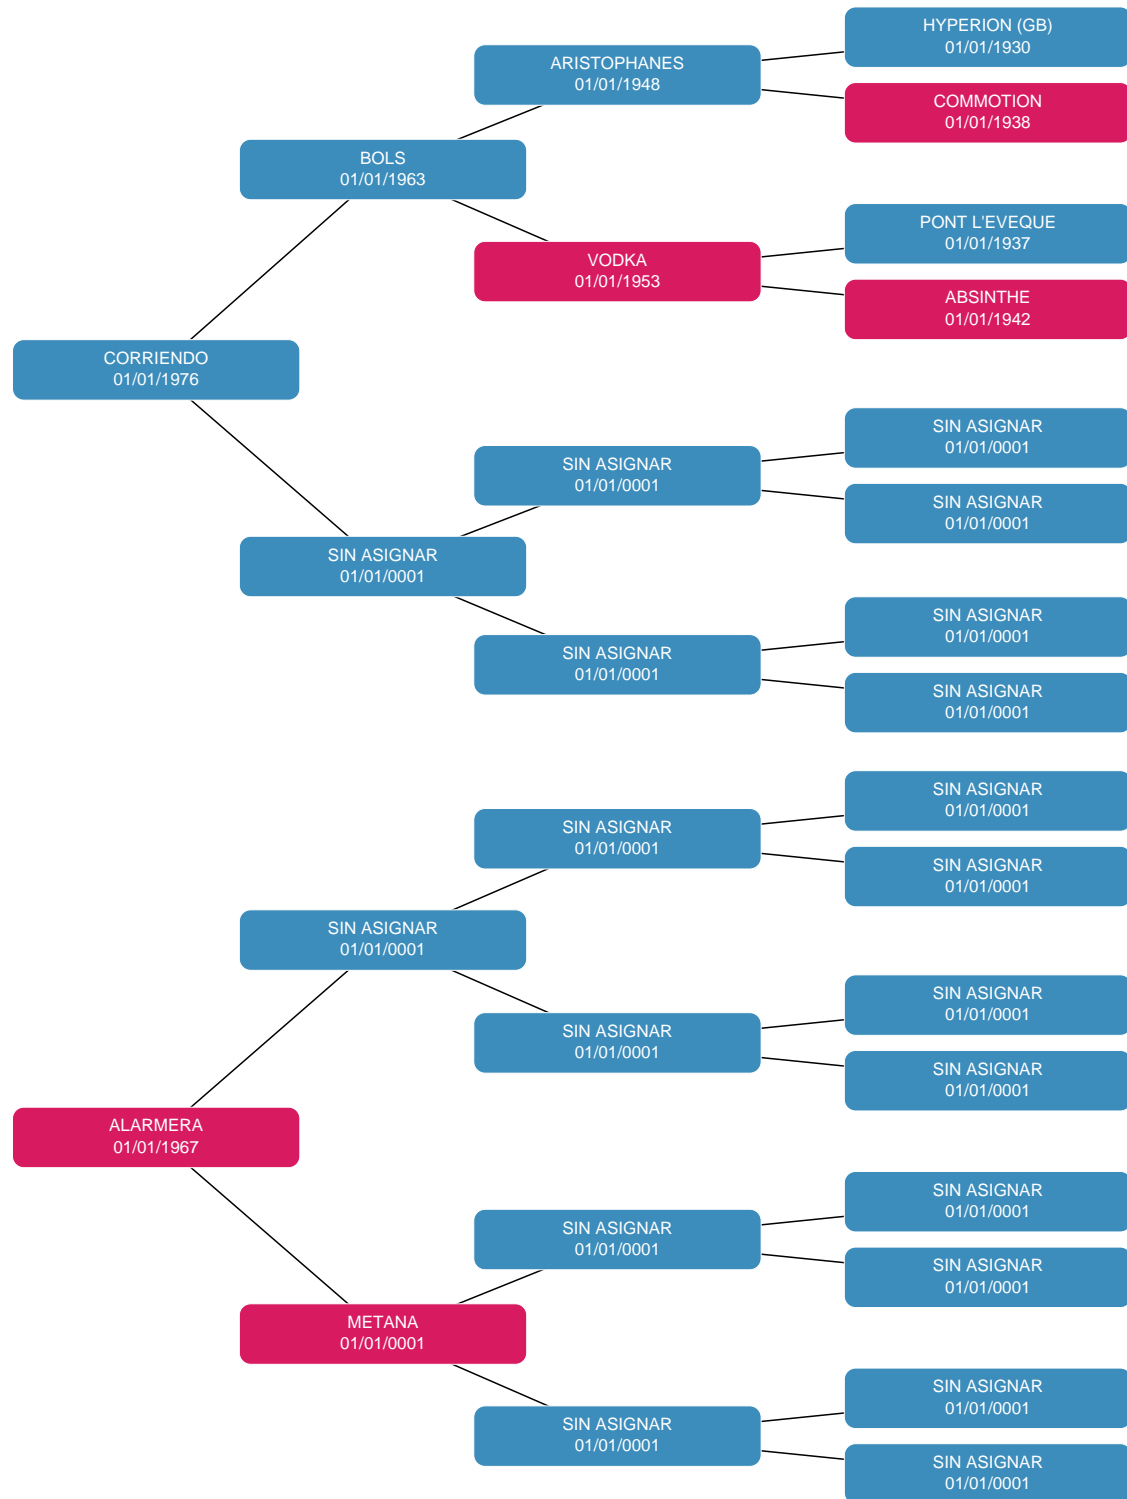 HYPERION (GB)
01/01/1930
ARISTOPHANES
01/01/1948
COMMOTION
01/01/1938
BOLS
01/01/1963
PONT L'EVEQUE
01/01/1937
VODKA
01/01/1953
ABSINTHE
01/01/1942
CORRIENDO
01/01/1976
SIN ASIGNAR
01/01/0001
SIN ASIGNAR
01/01/0001
SIN ASIGNAR
01/01/0001
SIN ASIGNAR
01/01/0001
SIN ASIGNAR
01/01/0001
SIN ASIGNAR
01/01/0001
SIN ASIGNAR
01/01/0001
SIN ASIGNAR
01/01/0001
SIN ASIGNAR
01/01/0001
SIN ASIGNAR
01/01/0001
SIN ASIGNAR
01/01/0001
SIN ASIGNAR
01/01/0001
SIN ASIGNAR
01/01/0001
SIN ASIGNAR
01/01/0001
ALARMERA
01/01/1967
SIN ASIGNAR
01/01/0001
SIN ASIGNAR
01/01/0001
SIN ASIGNAR
01/01/0001
METANA
01/01/0001
SIN ASIGNAR
01/01/0001
SIN ASIGNAR
01/01/0001
SIN ASIGNAR
01/01/0001